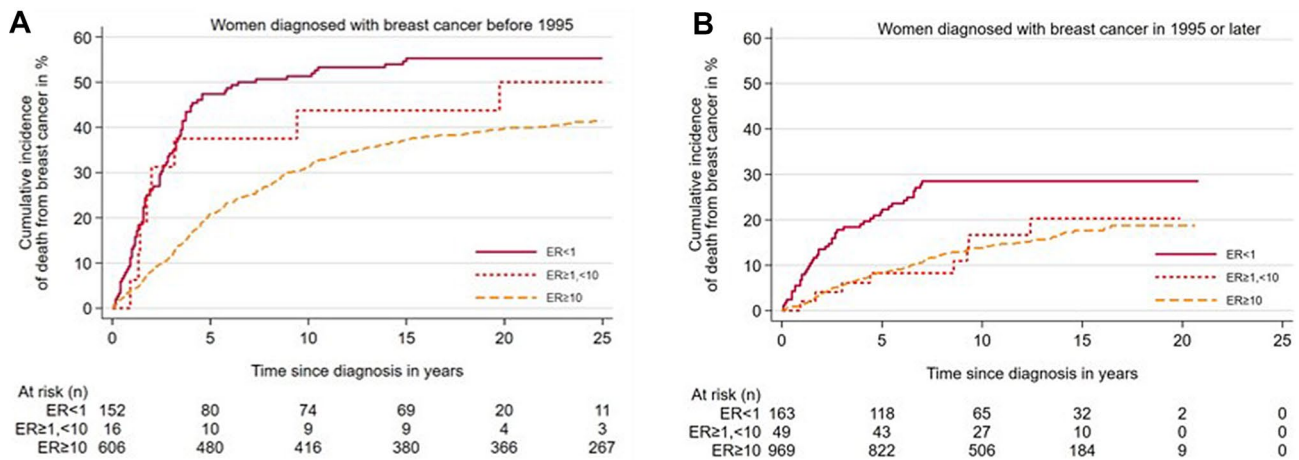 A
Women diagnosed with breast cancer before 1995
Cumulative incidence
of death from breast cancer in %
60
50
40
30
20
10
0
ER<1
ER≥1,<10
ER≥10
0 5 10 15 20 25
Time since diagnosis in years
At risk (n)
ER<1 152 80 74 69 20 11
ER≥1,<10 16 10 9 9 4 3
ER≥10 606 480 416 380 366 267
B
Women diagnosed with breast cancer in 1995 or later
Cumulative incidence
of death from breast cancer in %
60
50
40
30
20
10
0
ER<1
ER≥1,<10
ER≥10
0 5 10 15 20 25
Time since diagnosis in years
At risk (n)
ER<1 163 118 65 32 2 0
ER≥1,<10 49 43 27 10 0 0
ER≥10 969 822 506 184 9 0